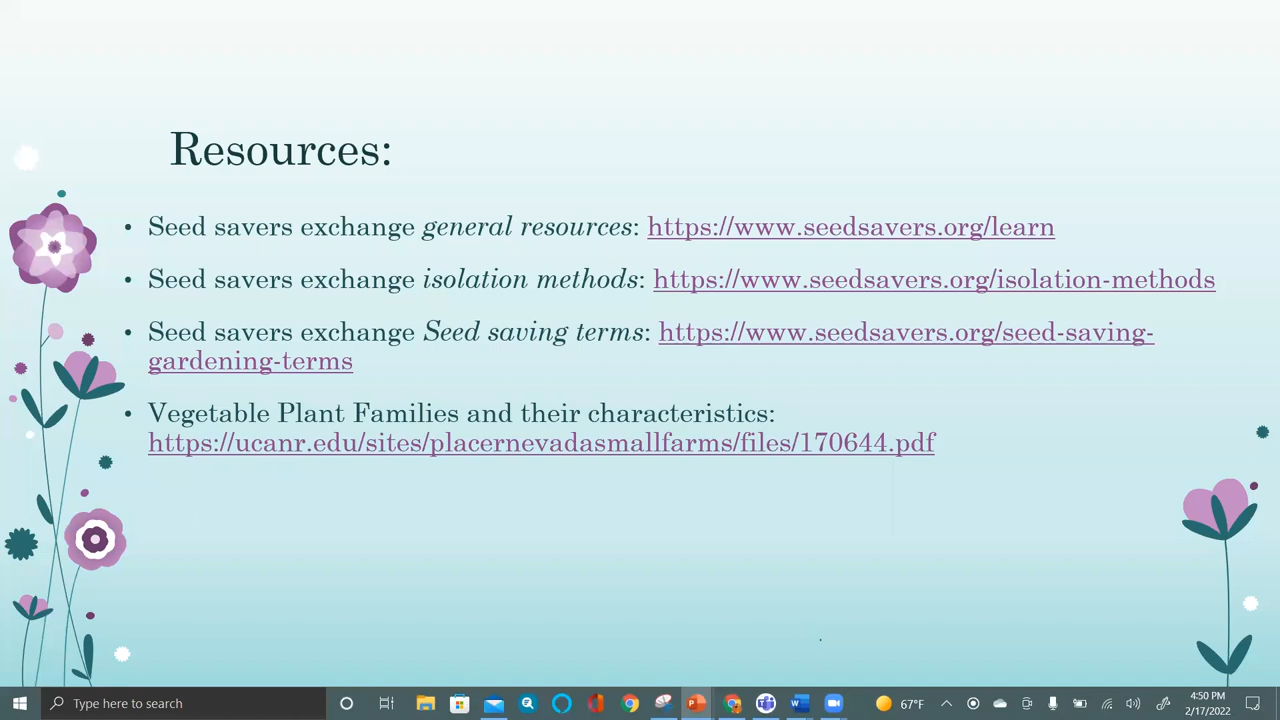 Resources:
• Seed savers exchange general resources: https://www.seedsavers.org/learn
• Seed savers exchange isolation methods: https://www.seedsavers.org/isolation-methods
• Seed savers exchange Seed saving terms: https://www.seedsavers.org/seed-saving-
gardening-terms
• Vegetable Plant Families and their characteristics:
https://ucanr.edu/sites/placernevadasmallfarms/files/170644.pdf
Type here to search
67°F
4:50 PM
2/17/2022